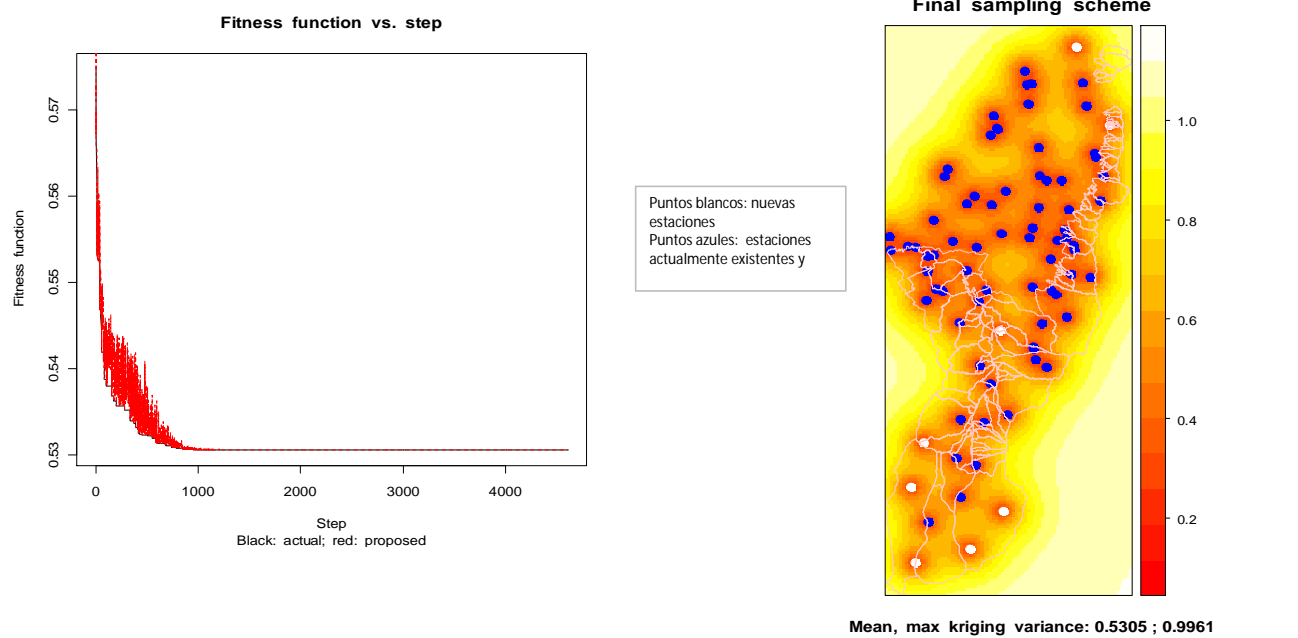 Fitness function vs. step
Fitness function
0.57
0.56
0.55
0.54
0.53
0
1000
2000
3000
4000
Step
Black: actual; red: proposed
Puntos blancos: nuevas
estaciones
Puntos azules: estaciones
actualmente existentes y
Final sampling scheme
1.0
0.8
0.6
0.4
0.2
Mean, max kriging variance: 0.5305 ; 0.9961